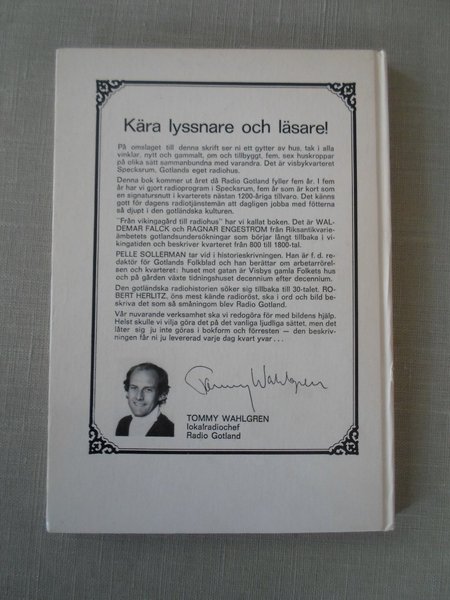 Kära lyssnare och läsare!
På omslaget till denna skrift ser ni ett gytter av hus, tak i alla
vinklar, nytt och gammalt, om och tillbyggt, fem, sex huskroppar
på olika sätt sammanbundna med varandra. Det är visbykvarteret
Specksrum, Gotlands eget radiohus.
Denna bok kommer ut året då Radio Gotland fyller fem år. I fem
år har vi gjort radioprogram i Specksrum, fem år som är kort som
en signatursnutt i kvarterets nästan 1200-åriga tillvaro. Det känns
gott för dagens radiotjänstemän att dagligen jobba med fötterna
så djupt i den gotländska kulturen.
"Från vikingagård till radiohus" har vi kallat boken. Det är WAL-
DEMAR FALCK och RAGNAR ENGESTRÖM från Riksantikvarie-
ämbetets gotlandsundersökningar som börjar långt tillbaka i vi-
kingatiden och beskriver kvarteret från 800 till 1800-tal.
PELLE SOLLERMAN tar vid i historieskrivningen. Han är f. d. re-
daktör för Gotlands Folkblad och han berättar om arbetarrörel-
sen och kvarteret: huset mot gatan är Visbys gamla Folkets hus
och på gården växte tidningshuset decennium efter decennium.
Den gotländska radiohistorien söker sig tillbaka till 30-talet. RO-
BERT HERLITZ, öns mest kände radioröst, ska i ord och bild be-
skriva det som så småningom blev Radio Gotland.
Vår nuvarande verksamhet ska vi redogöra för med bildens hjälp.
Helst skulle vi vilja göra det på det vanliga ljudliga sättet, men det
låter sig ju inte göras i bokform och förresten — den beskriv-
ningen får ni ju levererad varje dag kvart över . . .
Tommy Wahlgren
TOMMY WAHLGREN
lokalradiochef
Radio Gotland